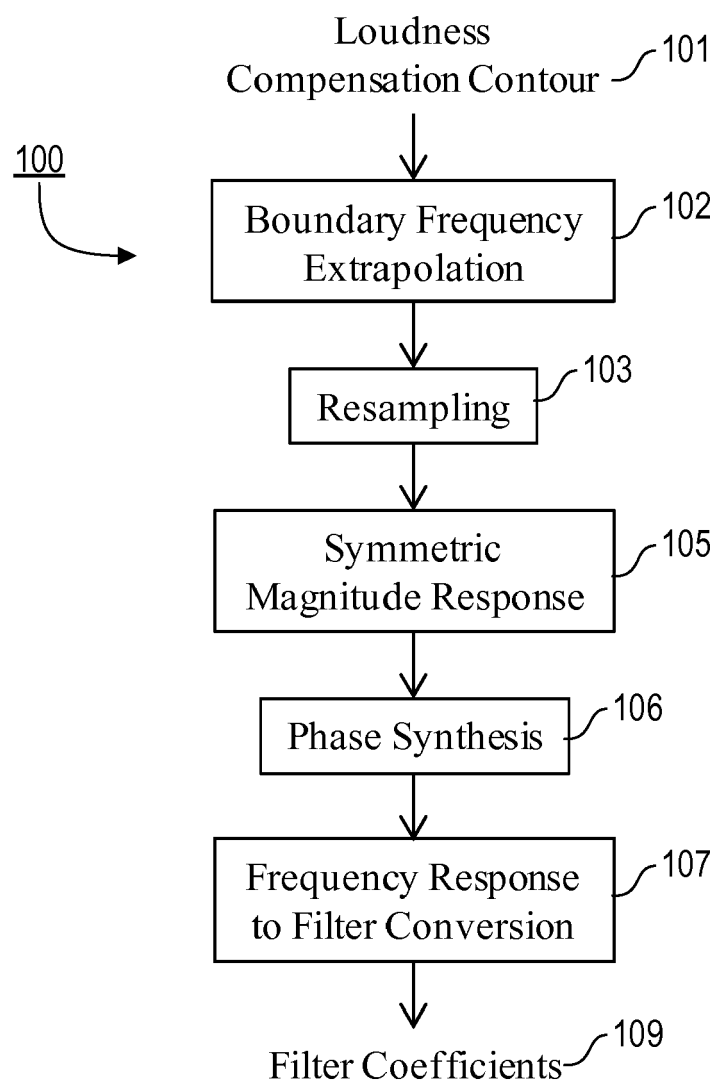 Loudness
Compensation Contour
101
100
Boundary Frequency
Extrapolation
102
Resampling
103
Symmetric
Magnitude Response
105
Phase Synthesis
106
Frequency Response
to Filter Conversion
107
Filter Coefficients
109